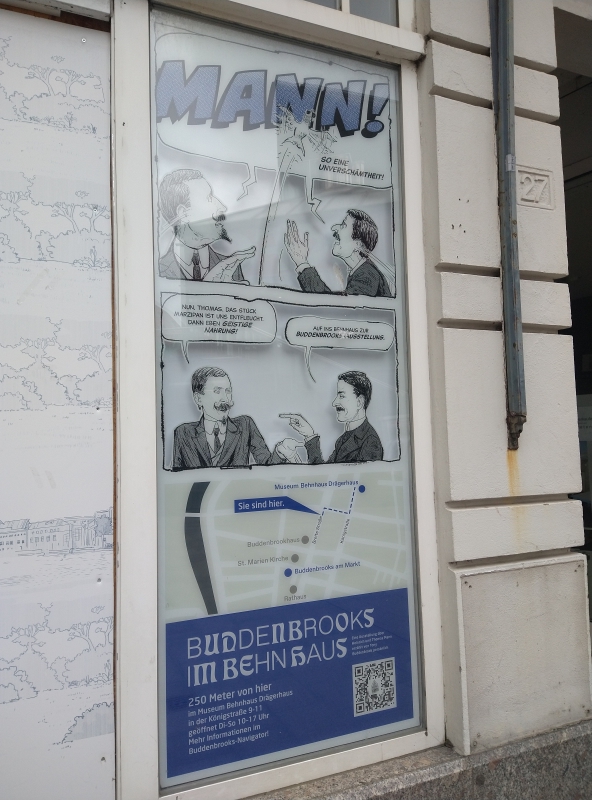 MANN!
SO EINE
UNVERSCHÄMTHEIT!
27
NUN, THOMAS, DAS STÜCK
MARZIPAN IST UNS ENTFLEUCHT.
DANN EBEN GEISTIGE
NAHRUNG!
AUF INS BEHNHAUS ZUR
BUDDENBROOKS-AUSSTELLUNG.
Museum Behnhaus Drägerhaus
Sie sind hier.
Buddenbrookhaus
St. Marien Kirche
Buddenbrooks am Markt
Rathaus
BUDDENBROOKS
IM BEHNHAUS
250 Meter von hier
im Museum Behnhaus Drägerhaus
in der Königstraße 9-11
geöffnet Di-So 10-17 Uhr
Mehr Informationen im
Buddenbrooks-Navigator!